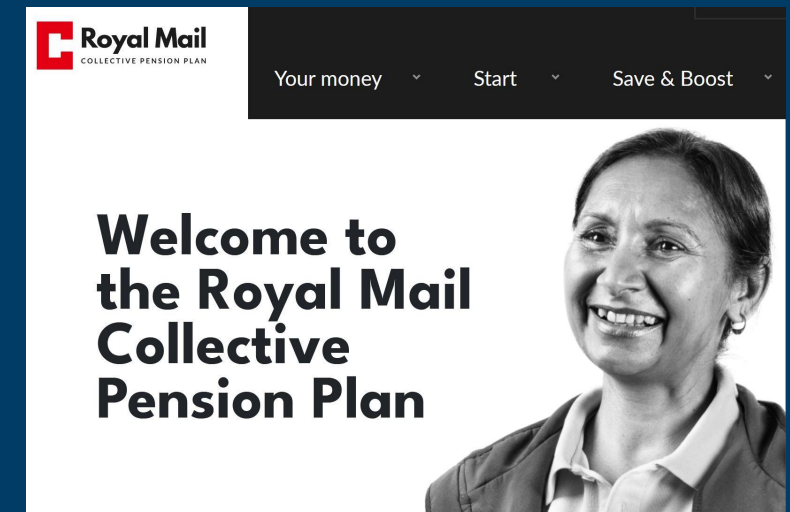 Royal Mail
COLLECTIVE PENSION PLAN
Your money
Start
Save & Boost
Welcome to
the Royal Mail
Collective
Pension Plan